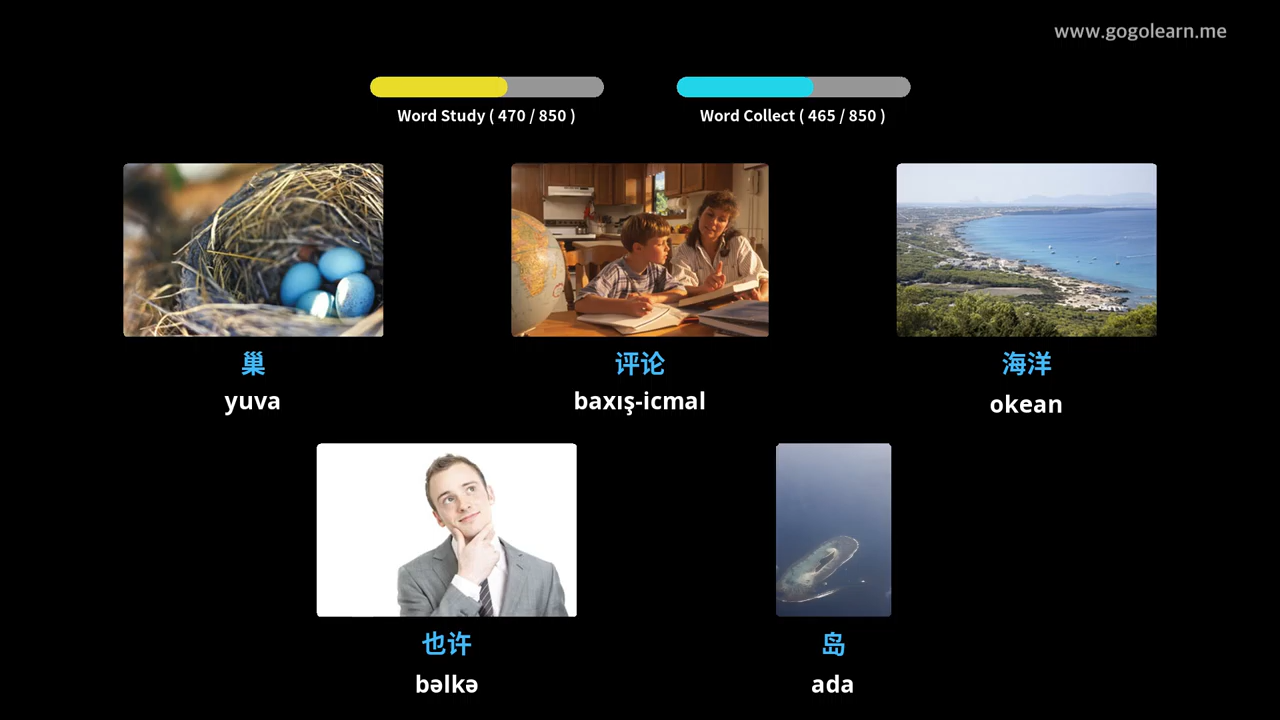 www.gogolearn.me
Word Study ( 470 / 850 )
Word Collect ( 465 / 850 )
巢
yuva
评论
baxış-icmal
海洋
okean
也许
bəlkə
岛
ada